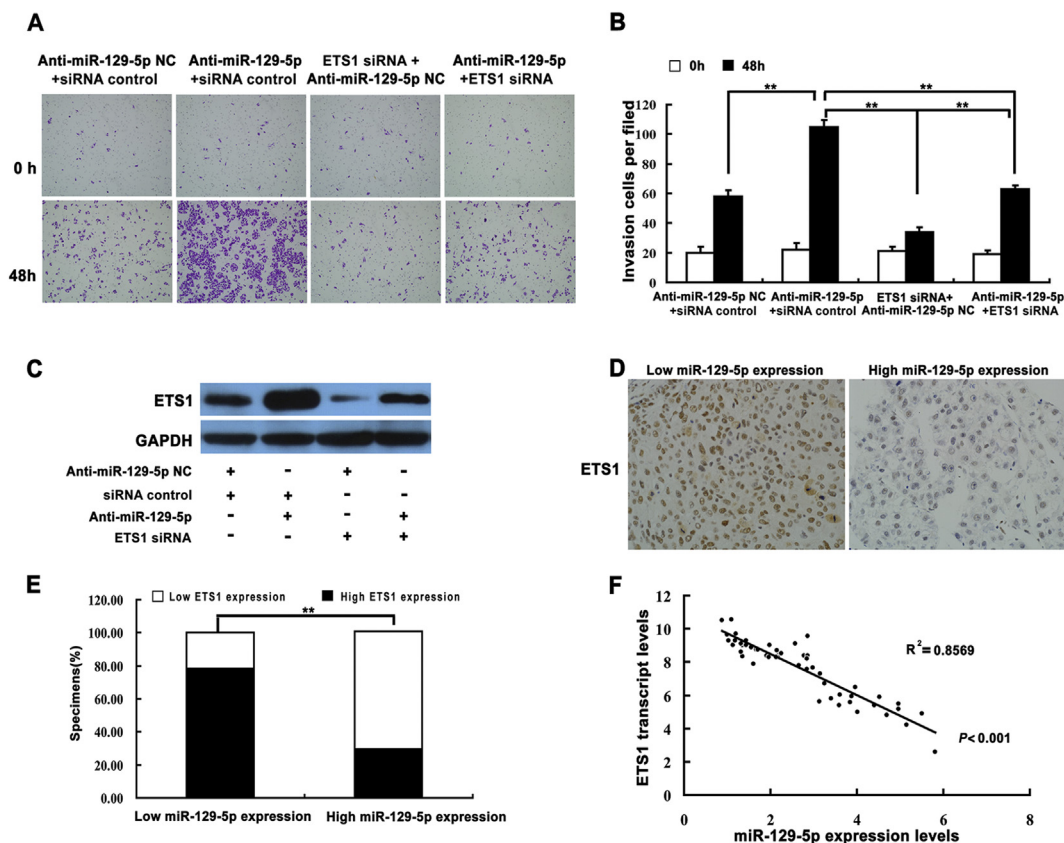 A
Anti-miR-129-5p NC
+siRNA control
Anti-miR-129-5p
+siRNA control
ETS1 siRNA +
Anti-miR-129-5p NC
Anti-miR-129-5p
+ETS1 siRNA
0 h
48h
B
0h
48h
**
**
**
**
Invasion cells per filed
120
100
80
60
40
20
0
Anti-miR-129-5p NC
+siRNA control
Anti-miR-129-5p
+siRNA control
ETS1 siRNA+
Anti-miR-129-5p NC
Anti-miR-129-5p
+ETS1 siRNA
C
ETS1
GAPDH
Anti-miR-129-5p NC + - + -
siRNA control + + - -
Anti-miR-129-5p - + - +
ETS1 siRNA - - + +
D
Low miR-129-5p expression
High miR-129-5p expression
ETS1
E
Low ETS1 expression
High ETS1 expression
**
Specimens(%)
120.00
100.00
80.00
60.00
40.00
20.00
0.00
Low miR-129-5p expression
High miR-129-5p expression
F
ETS1 transcript levels
12
10
8
6
4
2
0
R²=0.8569
P<0.001
0 2 4 6 8
miR-129-5p expression levels